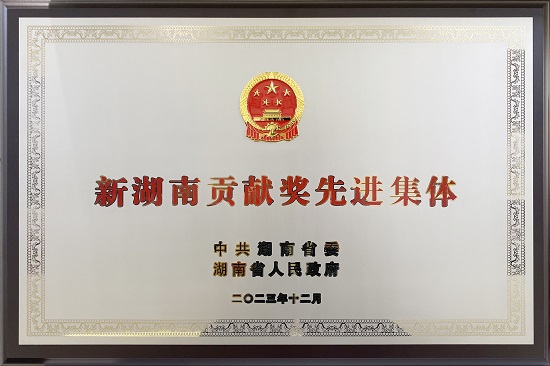 新湖南贡献奖先进集体
中共湖南省委
湖南省人民政府
二〇二三年十二月